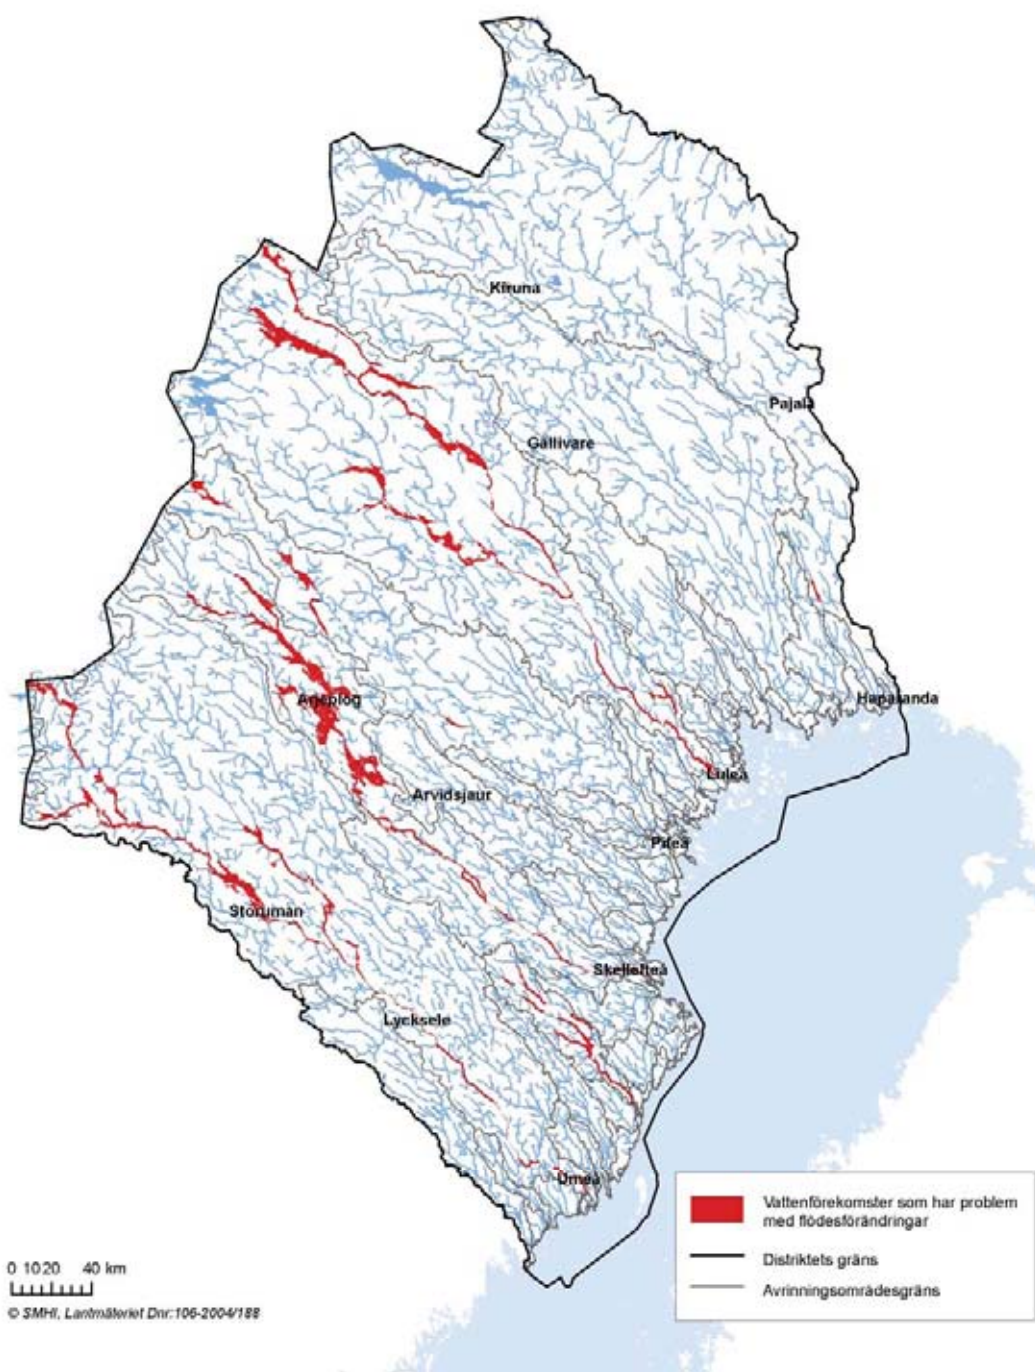 Kiruna
Pajala
Gällivare
Haparanda
Arjeplog
Luleå
Arvidsjaur
Piteå
Storuman
Skellefteå
Lycksele
Umeå
Vattenförekomster som har problem
med flödesförändringar
Distriktets gräns
Avrinningsområdesgräns
0 10 20 40 km
© SMHI, Lantmäteriet Dnr:106-2004/188